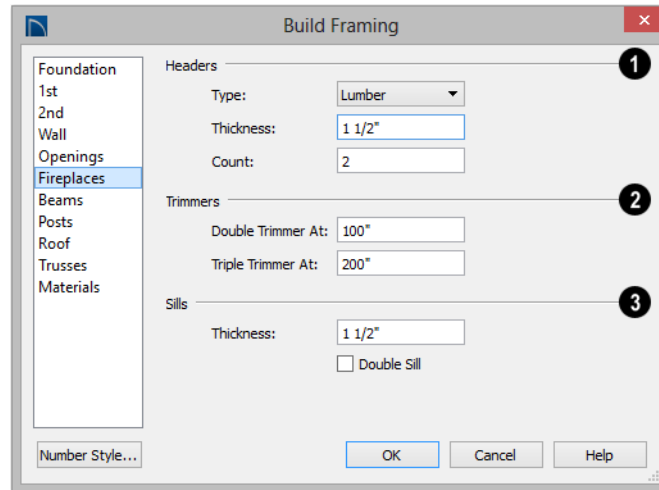 Build Framing
Foundation
1st
2nd
Wall
Openings
Fireplaces
Beams
Posts
Roof
Trusses
Materials
Headers 1
Type: Lumber
Thickness: 1 1/2"
Count: 2
Trimmers 2
Double Trimmer At: 100"
Triple Trimmer At: 200"
Sills 3
Thickness: 1 1/2"
Double Sill
Number Style... OK Cancel Help